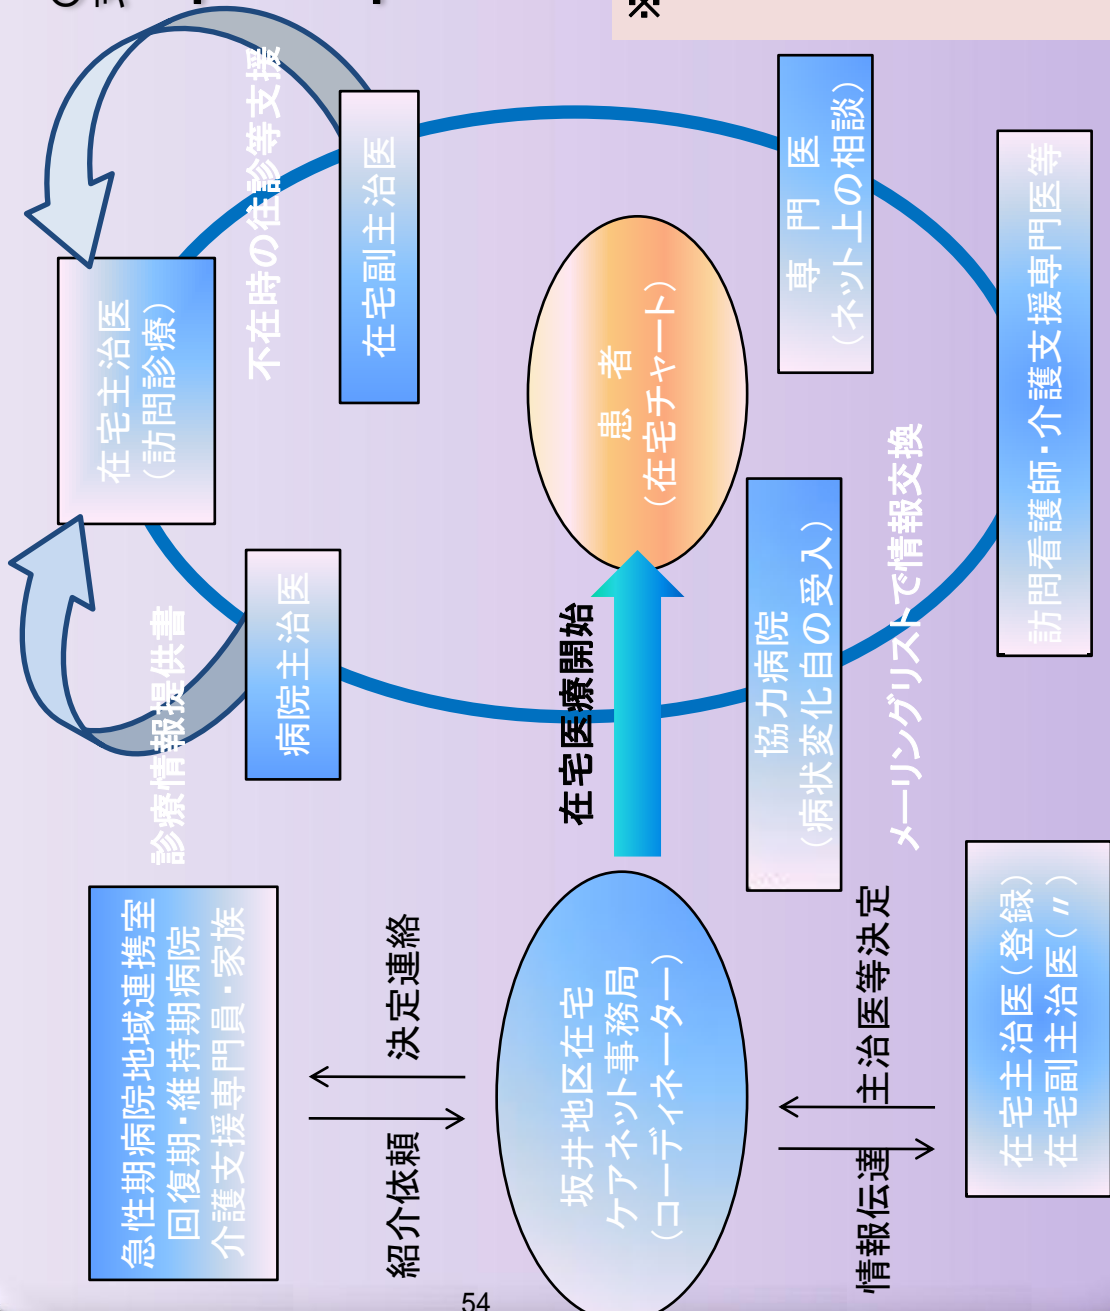 急性期病院地域連携室
回復期・維持期病院
介護支援専門員・家族
紹介依頼
決定連絡
坂井地区在宅
ケアネット事務局
(コーディネーター)
情報伝達
主治医等決定
在宅主治医(登録)
在宅副主治医(〃)
在宅医療開始
診療情報提供書
病院主治医
在宅主治医
(訪問診療)
不在時の往診等支援
在宅副主治医
患 者
(在宅チャート)
協力病院
(病状変化自の受入)
専 門 医
(ネット上の相談)
メーリングリストで情報交換
訪問看護師・介護支援専門医等
※
54